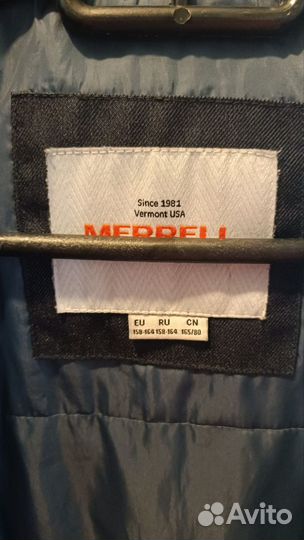 Since 1981
Vermont USA
MERRELL
EU RU CN
158-164 158-164 165/80
Avito